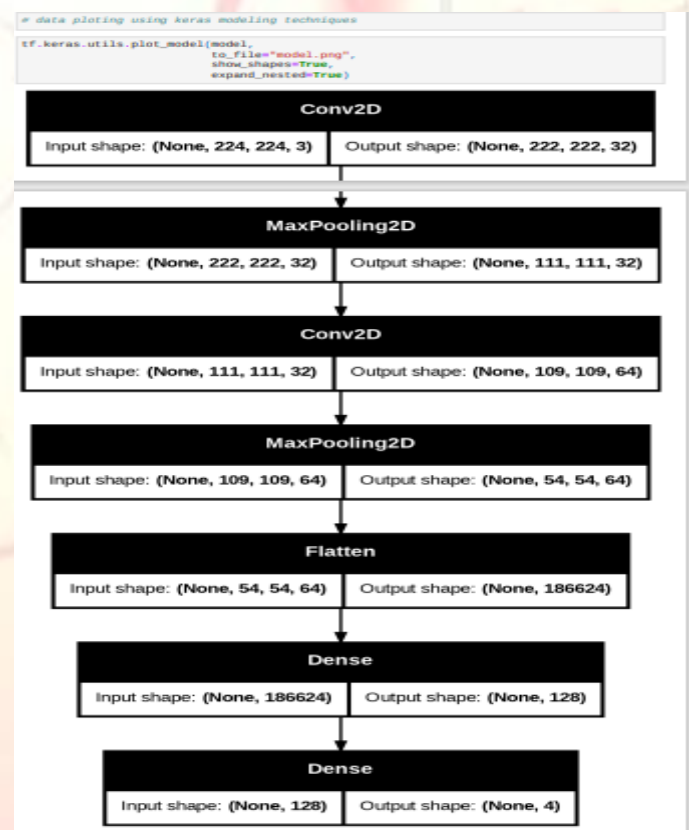 # data ploting using keras modeling techniques
tf.keras.utils.plot_model(model,
to_file="model.png",
show_shapes=True,
expand_nested=True)
Conv2D
Input shape: (None, 224, 224, 3) Output shape: (None, 222, 222, 32)
MaxPooling2D
Input shape: (None, 222, 222, 32) Output shape: (None, 111, 111, 32)
Conv2D
Input shape: (None, 111, 111, 32) Output shape: (None, 109, 109, 64)
MaxPooling2D
Input shape: (None, 109, 109, 64) Output shape: (None, 54, 54, 64)
Flatten
Input shape: (None, 54, 54, 64) Output shape: (None, 186624)
Dense
Input shape: (None, 186624) Output shape: (None, 128)
Dense
Input shape: (None, 128) Output shape: (None, 4)